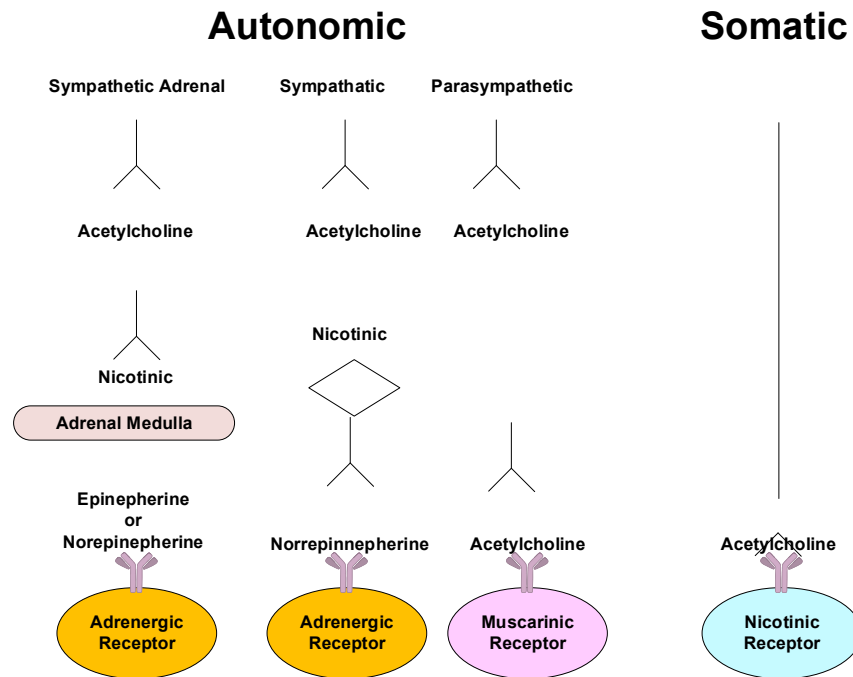 Autonomic
Somatic
Sympathetic Adrenal
Sympathatic
Parasympathetic
Acetylcholine
Acetylcholine
Acetylcholine
Nicotinic
Nicotinic
Adrenal Medulla
Epinepherine
or
Norepinepherine
Norrepinnepherine
Acetylcholine
Acetylcholine
Adrenergic
Receptor
Adrenergic
Receptor
Muscarinic
Receptor
Nicotinic
Receptor